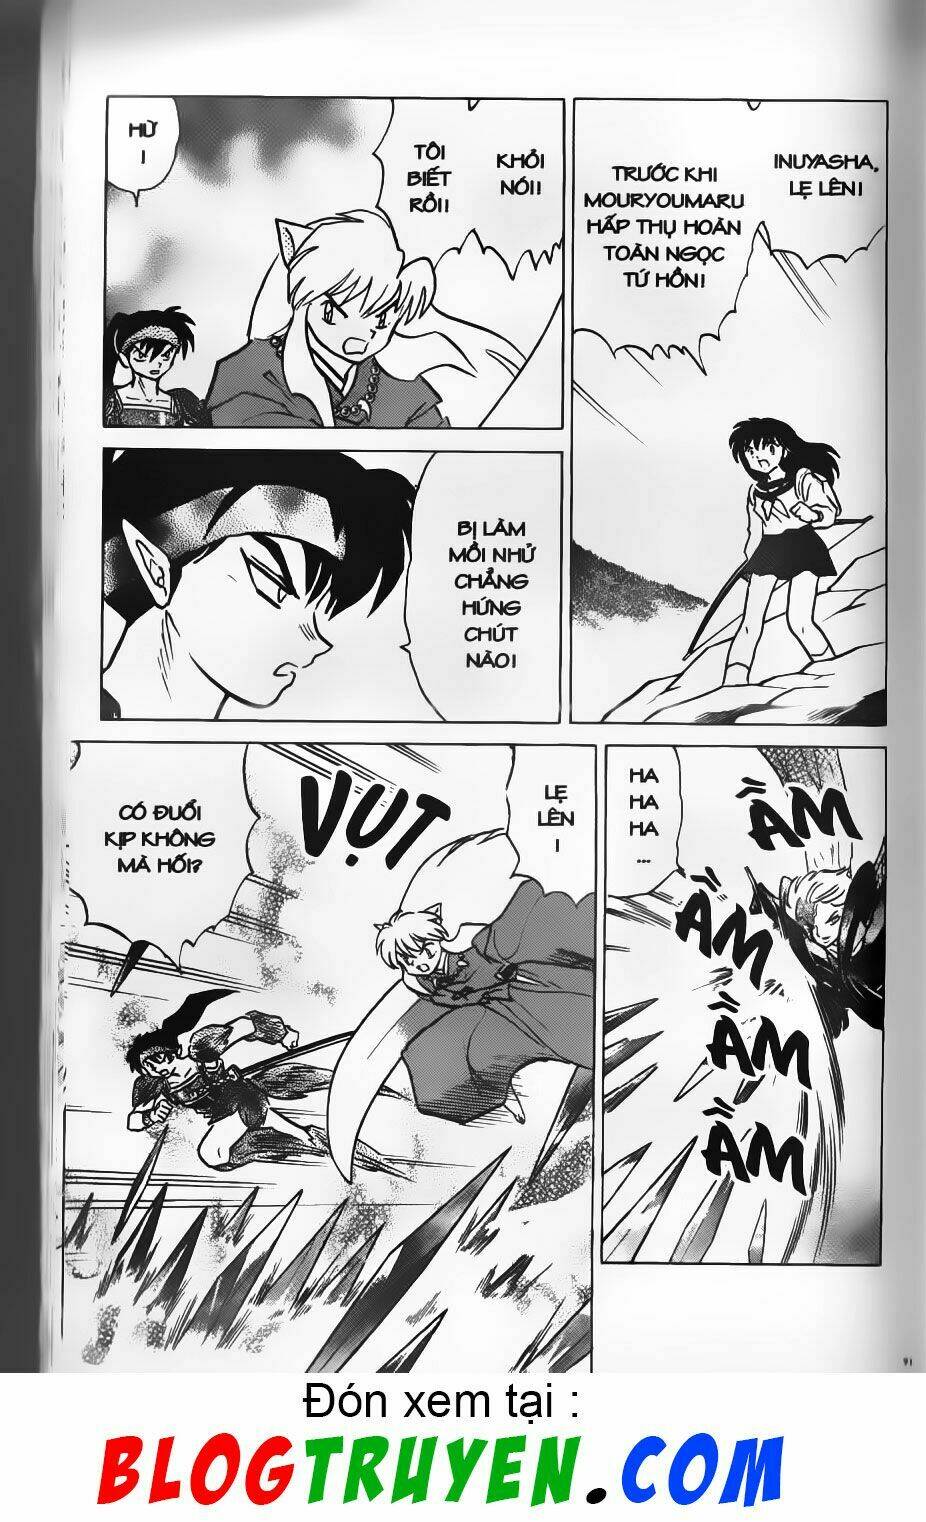 INUYASHA,
LẸ LÊN!
TRƯỚC KHI
MOURYOUMARU
HẤP THỤ HOÀN
TOÀN NGỌC
TỨ HỒN!
KHỎI
NÓI!
TÔI
BIẾT
RỒI!
HỪ
!
BỊ LÀM
MỒI NHỬ
CHẲNG
HỨNG
CHÚT
NÀO!
HA
HA
HA
...
ẦM
ẦM
ẦM
ẦM
LẸ
LÊN
!
VỤT
CÓ ĐUỔI
KỊP KHÔNG
MÀ HỐI?
91
Đón xem tại :
BLOGTRUYEN.COM